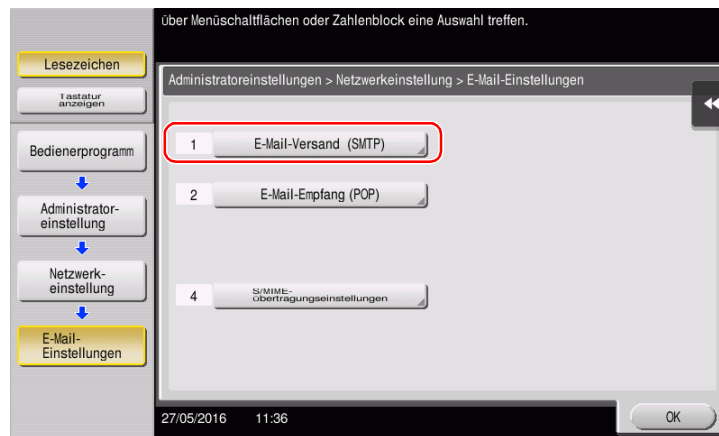 über Menüschaltflächen oder Zahlenblock eine Auswahl treffen.
Lesezeichen
Tastatur
anzeigen
Bedienerprogramm
Administrator-
einstellung
Netzwerk-
einstellung
E-Mail-
Einstellungen
Administratoreinstellungen > Netzwerkeinstellung > E-Mail-Einstellungen
1 E-Mail-Versand (SMTP)
2 E-Mail-Empfang (POP)
4 S/MIME-
übertragungseinstellungen
27/05/2016 11:36
OK